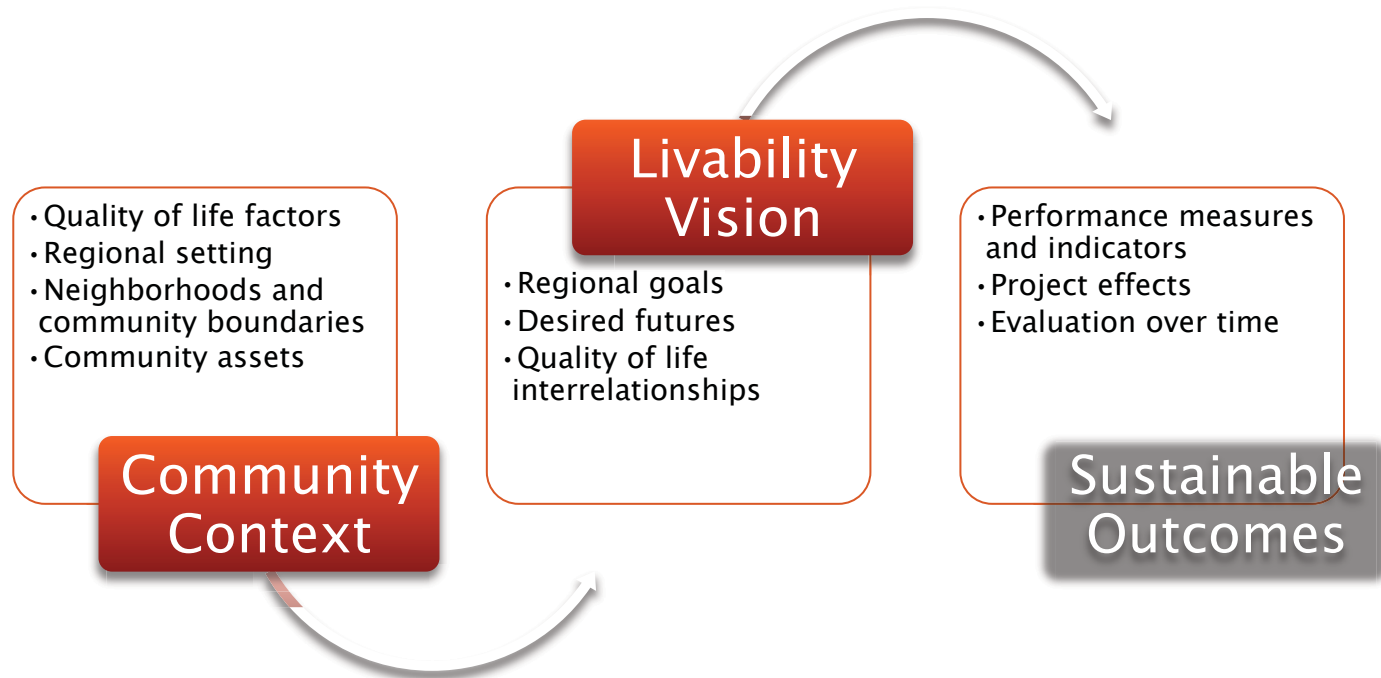 · Quality of life factors
· Regional setting
· Neighborhoods and
community boundaries
· Community assets
Community
Context
Livability
Vision
· Regional goals
· Desired futures
· Quality of life
interrelationships
· Performance measures
and indicators
· Project effects
· Evaluation over time
Sustainable
Outcomes